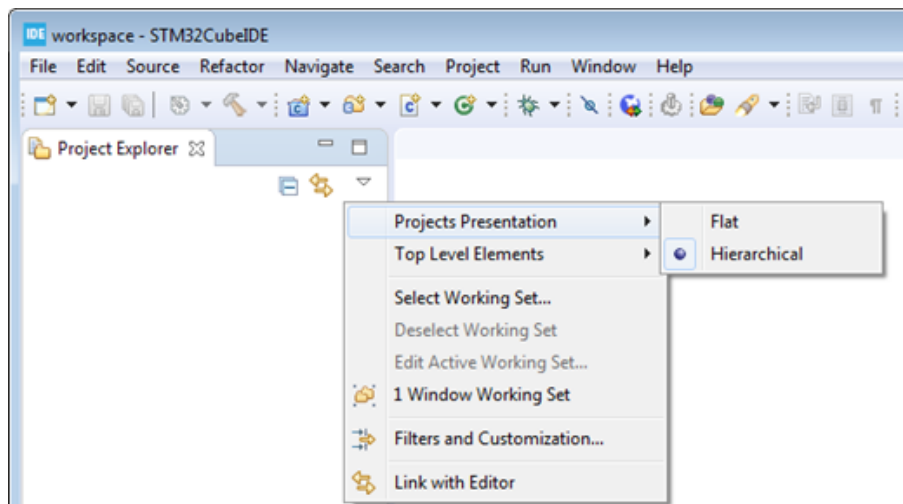 IDE workspace - STM32CubeIDE
File Edit Source Refactor Navigate Search Project Run Window Help
Project Explorer
Projects Presentation
Flat
Top Level Elements
Hierarchical
Select Working Set...
Deselect Working Set
Edit Active Working Set...
1 Window Working Set
Filters and Customization...
Link with Editor